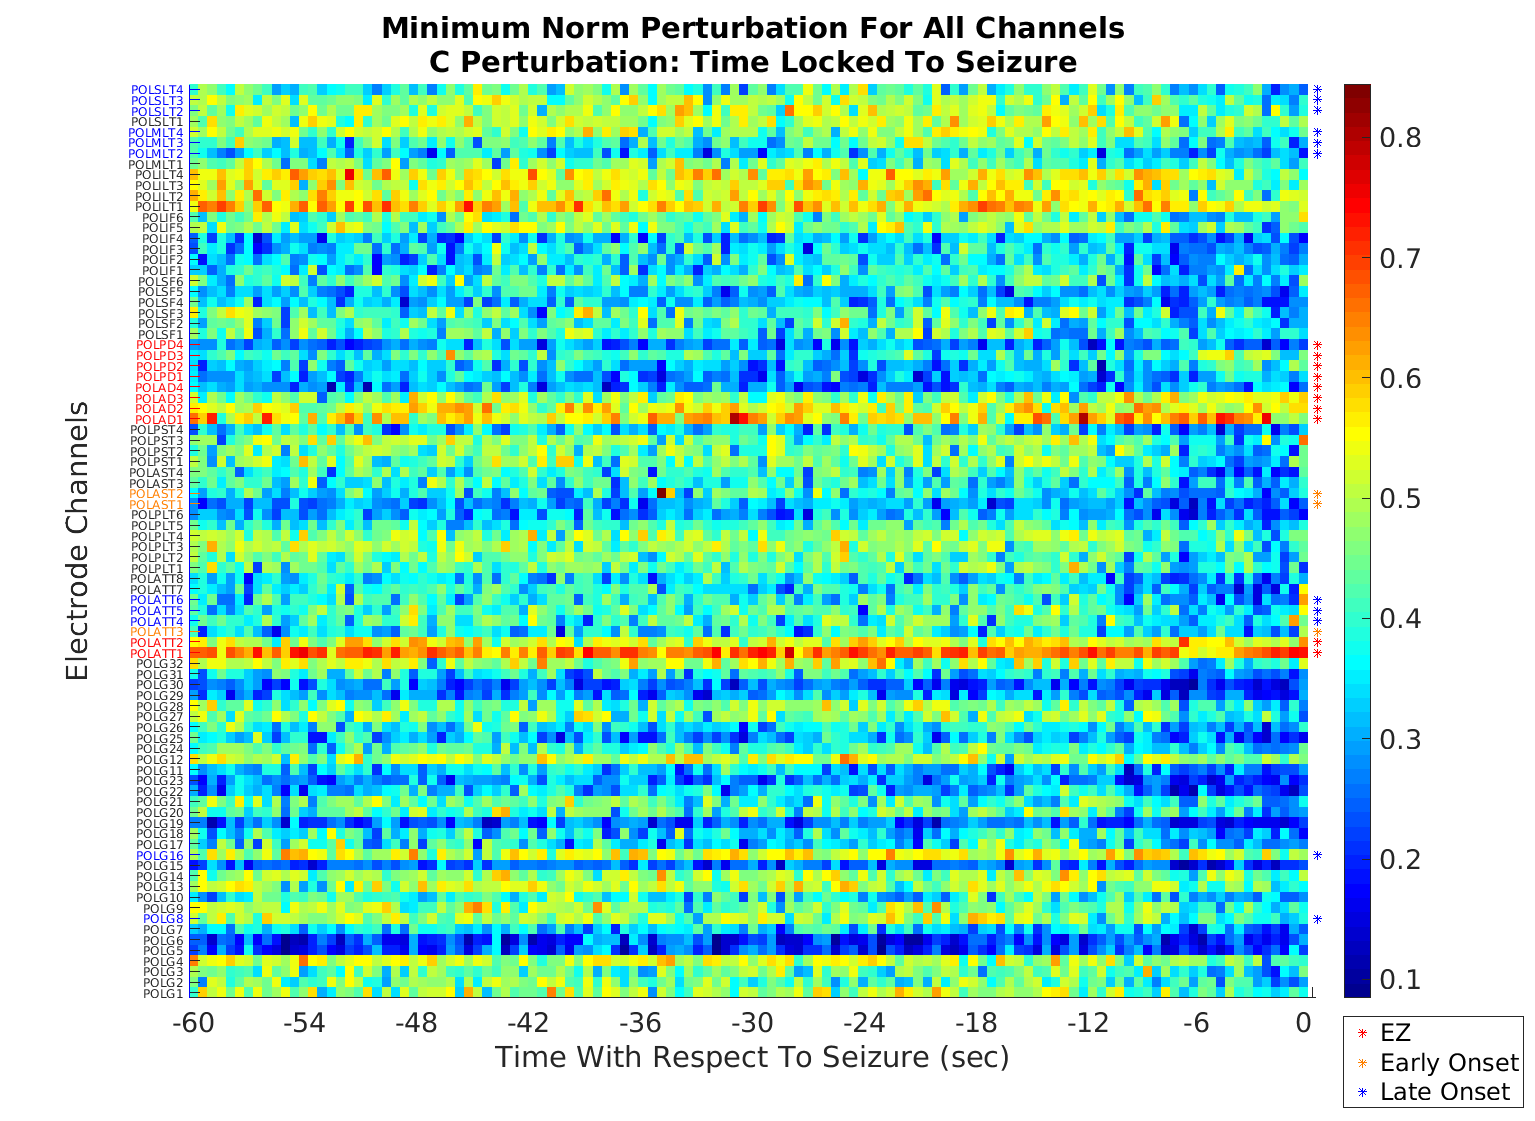 Minimum Norm Perturbation For All Channels
C Perturbation: Time Locked To Seizure
Electrode Channels
POLSLT4
POLSLT3
POLSLT2
POLSLT1
POLMLT4
POLMLT3
POLMLT2
POLMLT1
POLILT4
POLILT3
POLILT2
POLILT1
POLIF6
POLIF5
POLIF4
POLIF3
POLIF2
POLIF1
POLSF6
POLSF5
POLSF4
POLSF3
POLSF2
POLSF1
POLPD4
POLPD3
POLPD2
POLPD1
POLAD4
POLAD3
POLAD2
POLAD1
POLPST4
POLPST3
POLPST2
POLPST1
POLAST4
POLAST3
POLAST2
POLAST1
POLPLT6
POLPLT5
POLPLT4
POLPLT3
POLPLT2
POLPLT1
POLATT8
POLATT7
POLATT6
POLATT5
POLATT4
POLATT3
POLATT2
POLATT1
POLG32
POLG31
POLG30
POLG29
POLG28
POLG27
POLG26
POLG25
POLG24
POLG12
POLG11
POLG23
POLG22
POLG21
POLG20
POLG19
POLG18
POLG17
POLG16
POLG15
POLG14
POLG13
POLG10
POLG9
POLG8
POLG7
POLG6
POLG5
POLG4
POLG3
POLG2
POLG1
-60 -54 -48 -42 -36 -30 -24 -18 -12 -6 0
Time With Respect To Seizure (sec)
0.8
0.7
0.6
0.5
0.4
0.3
0.2
0.1
EZ
Early Onset
Late Onset